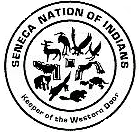 SENECA NATION OF INDIANS
Keeper of the Western Door